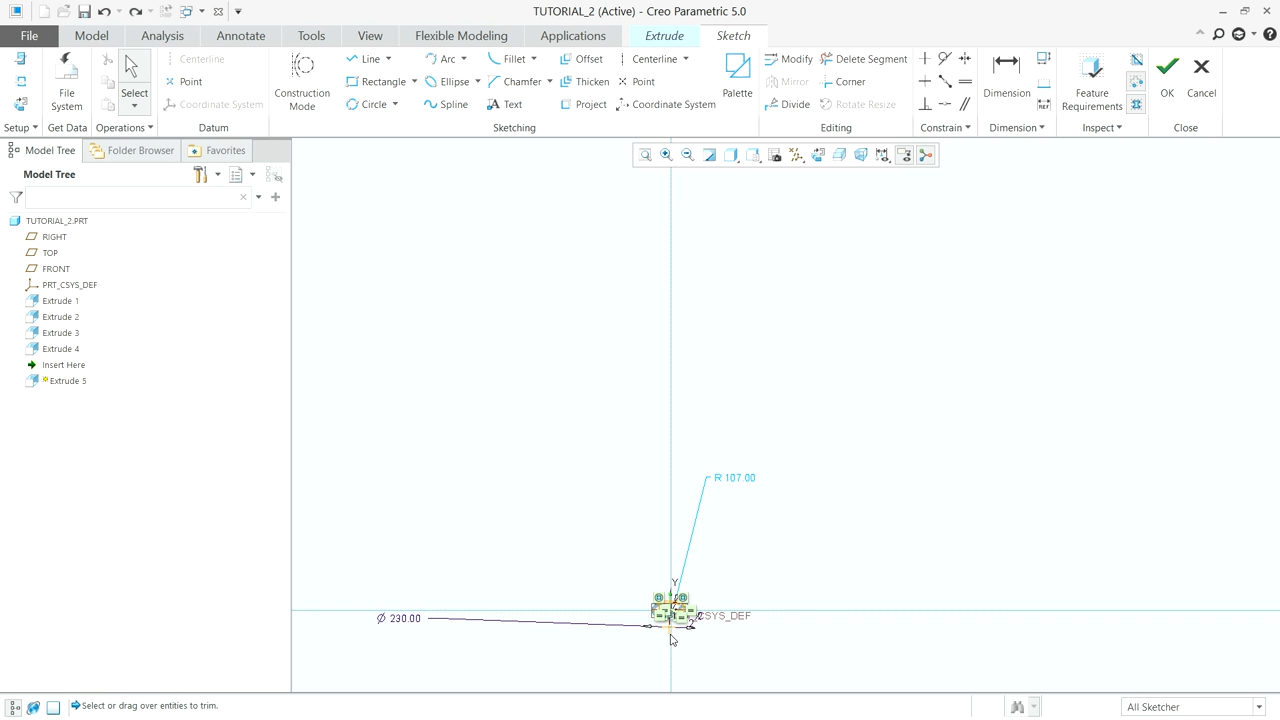 TUTORIAL_2 (Active) - Creo Parametric 5.0
File Model Analysis Annotate Tools View Flexible Modeling Applications Extrude Sketch
Centerline Line Arc Fillet Offset Centerline Modify Delete Segment
Point Rectangle Ellipse Chamfer Thicken Point Mirror Corner
File System Select Coordinate System Construction Mode Circle Spline Text Project Coordinate System Palette Divide Rotate Resize Dimension Feature Requirements OK Cancel
Setup Get Data Operations Datum Sketching Editing Constrain Dimension Inspect Close
Model Tree Folder Browser Favorites
Model Tree
TUTORIAL_2.PRT
RIGHT
TOP
FRONT
PRT_CSYS_DEF
Extrude 1
Extrude 2
Extrude 3
Extrude 4
Insert Here
Extrude 5
R 107.00
Y
CSYS_DEF
Ø 230.00
Select or drag over entities to trim.
All Sketcher